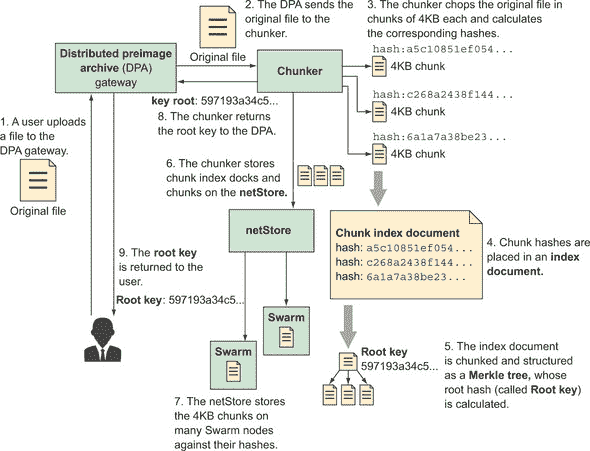 2. The DPA sends the
original file to the
chunker.
3. The chunker chops the original file in
chunks of 4KB each and calculates
the corresponding hashes.
Distributed preimage
archive (DPA)
gateway
Original file
Chunker
hash:a5c10851ef054...
4KB chunk
hash:c268a2438f144...
4KB chunk
hash:6a1a7a38be23...
4KB chunk
key root: 597193a34c5...
8. The chunker returns
the root key to the DPA.
1. A user uploads
a file to the
DPA gateway.
Original file
6. The chunker stores
chunk index docks and
chunks on the netStore.
netStore
Chunk index document
hash: a5c10851ef054...
hash: c268a2438f144...
hash: 6a1a7a38be23...
4. Chunk hashes are
placed in an index
document.
9. The root key
is returned to the
user.
Root key: 597193a34c5...
Swarm
Swarm
Root key
597193a34c5...
5. The index document
is chunked and structured
as a Merkle tree, whose
root hash (called Root key)
is calculated.
7. The netStore stores
the 4KB chunks on
many Swarm nodes
against their hashes.